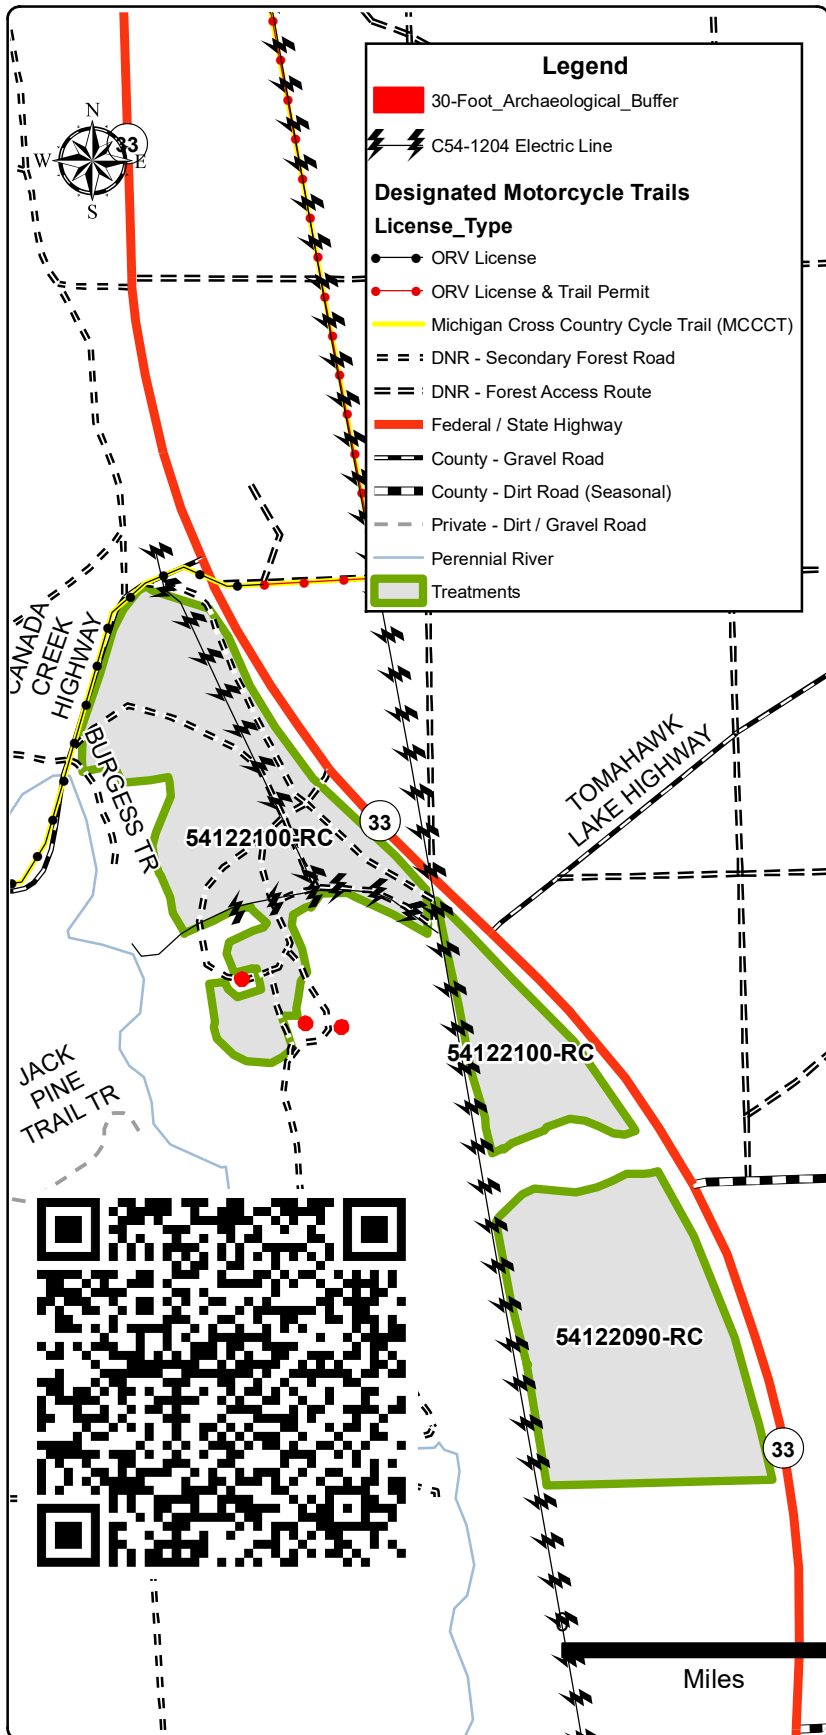 N
33
W
E
S
Legend
30-Foot_Archaeological_Buffer
C54-1204 Electric Line
Designated Motorcycle Trails
License_Type
ORV License
ORV License & Trail Permit
Michigan Cross Country Cycle Trail (MCCCT)
DNR - Secondary Forest Road
DNR - Forest Access Route
Federal / State Highway
County - Gravel Road
County - Dirt Road (Seasonal)
Private - Dirt / Gravel Road
Perennial River
Treatments
CANADA
CREEK
HIGHWAY
BURGESS TR
54122100-RC
33
TOMAHAWK
LAKE HIGHWAY
54122100-RC
JACK
PINE
TRAIL TR
54122090-RC
33
0
Miles